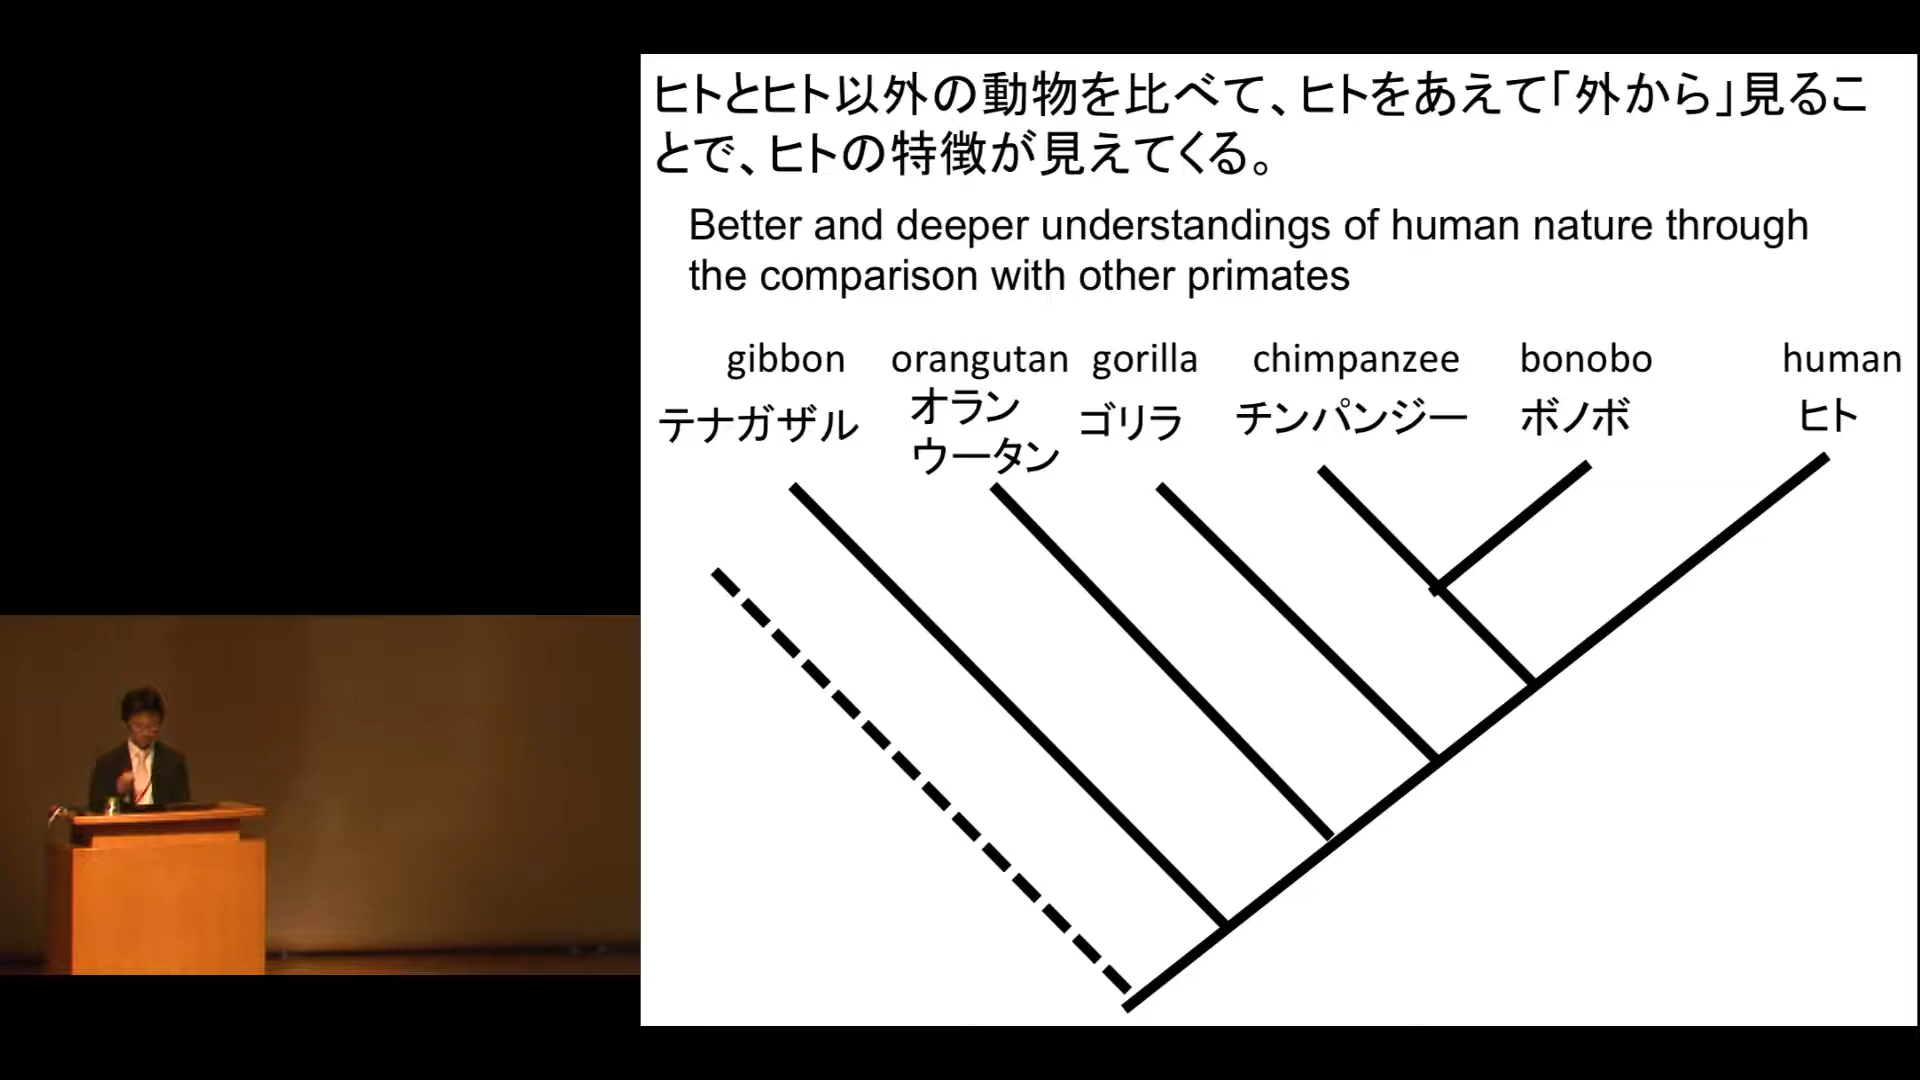 ヒトとヒト以外の動物を比べて、ヒトをあえて「外から」見るこ
とで、ヒトの特徴が見えてくる。
Better and deeper understandings of human nature through
the comparison with other primates
gibbon orangutan gorilla chimpanzee bonobo human
テナガザル オラン ゴリラ チンパンジー ボノボ ヒト
ウータン